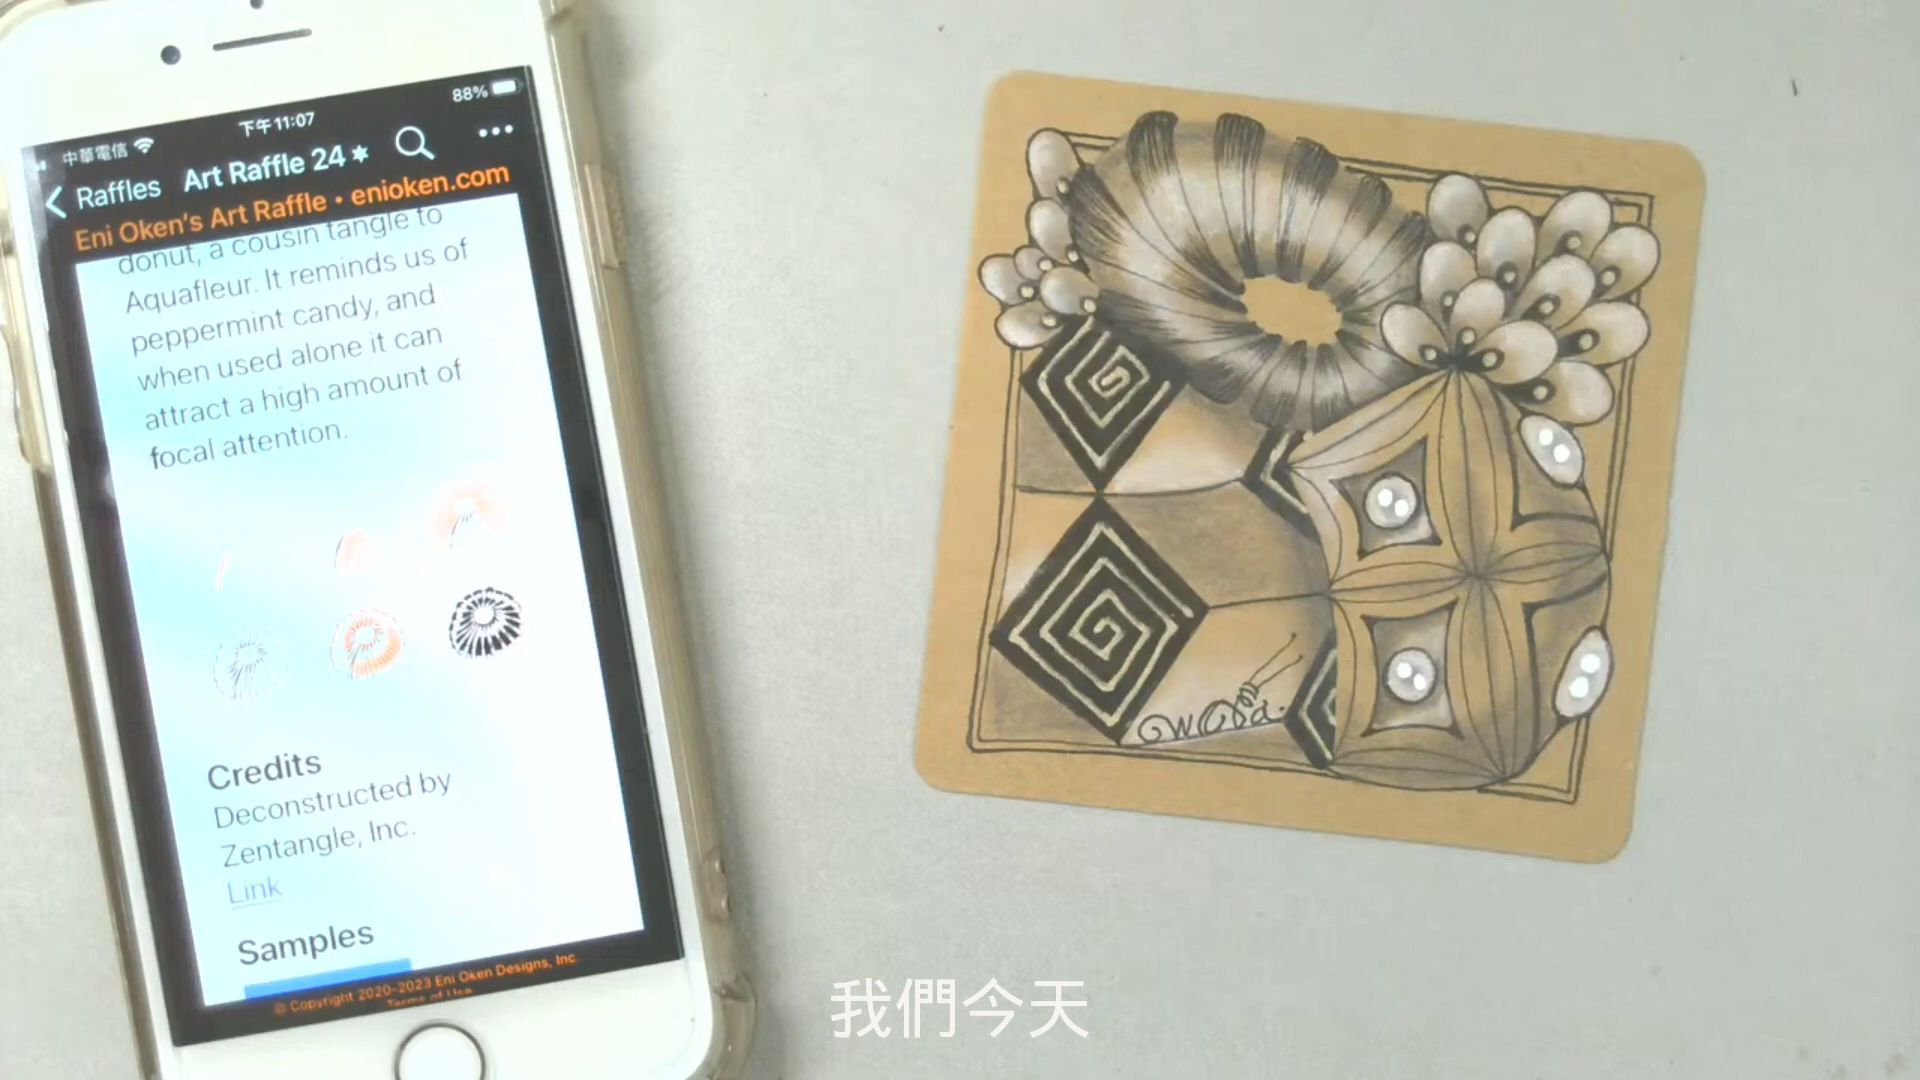 中華電信
下午11:07
88%
Raffles
Art Raffle 24 ✶
Eni Oken's Art Raffle • enioken.com
donut, a cousin tangle to
Aquafleur. It reminds us of
peppermint candy, and
when used alone it can
attract a high amount of
focal attention.
Credits
Deconstructed by
Zentangle, Inc.
Link
Samples
© Copyright 2020-2023 Eni Oken Designs, Inc.
Terms of Use
我們今天